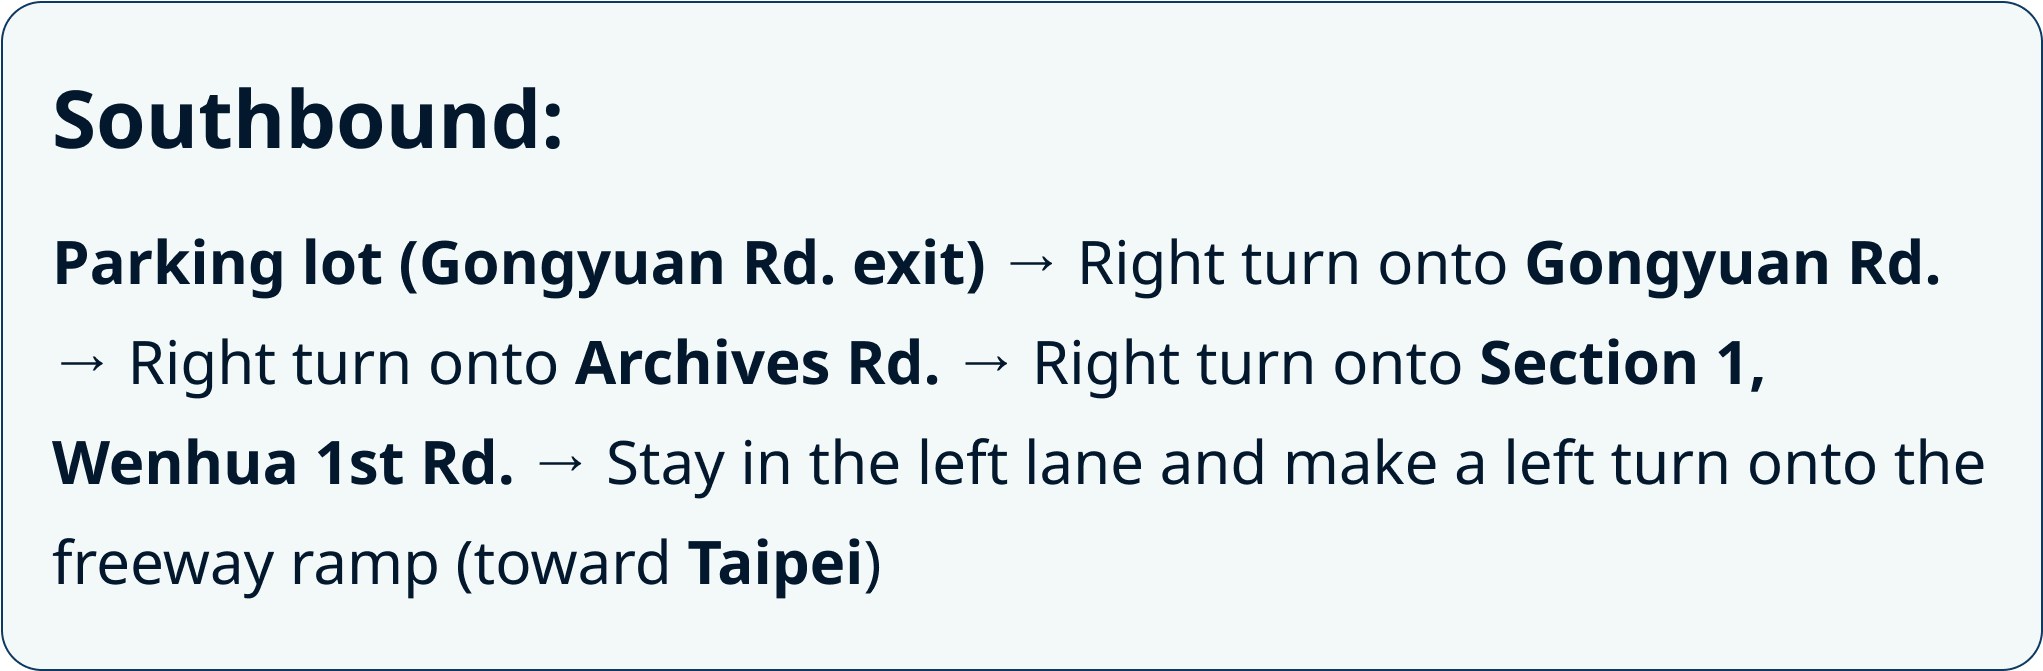 Southbound:
Parking lot (Gongyuan Rd. exit) → Right turn onto Gongyuan Rd.
→ Right turn onto Archives Rd. → Right turn onto Section 1,
Wenhua 1st Rd. → Stay in the left lane and make a left turn onto the
freeway ramp (toward Taipei)